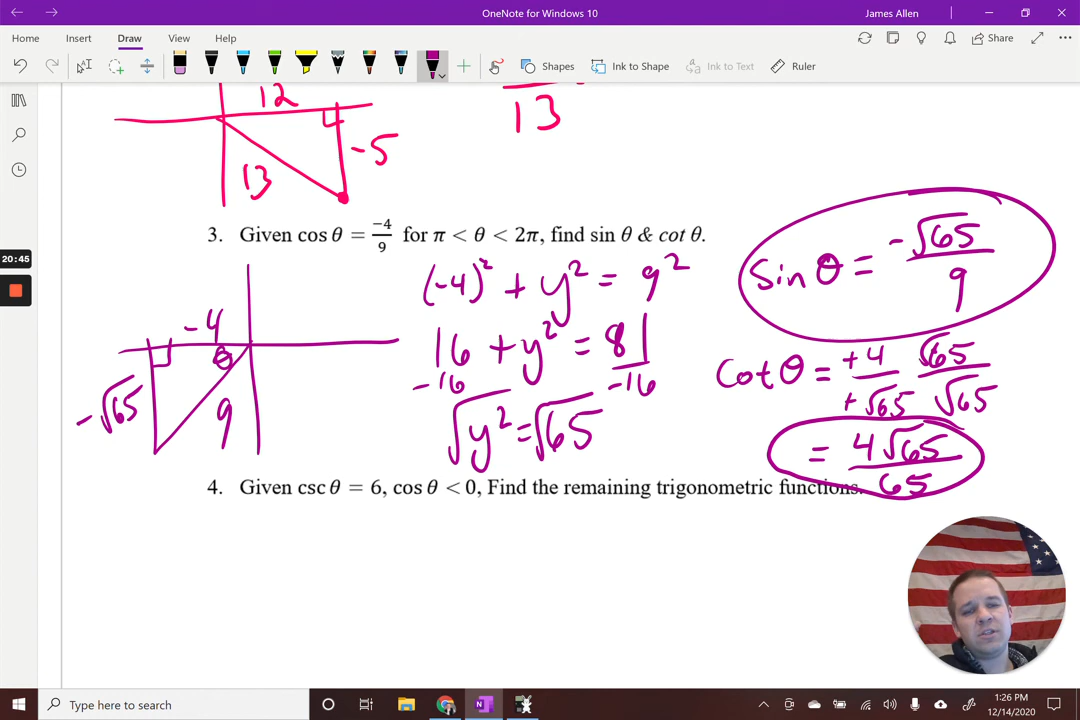 OneNote for Windows 10
James Allen
Home Insert Draw View Help
Share
Shapes Ink to Shape Ink to Text Ruler
12
13
-5
13
3. Given cos θ = -4/9 for π < θ < 2π, find sin θ & cot θ.
-4
θ
-√65
9
(-4)² + y² = 9²
16 + y² = 81
-16 -16
√y² = √65
Sin θ = -√65/9
Cot θ = +4/+√65 √65/√65
= 4√65/65
4. Given csc θ = 6, cos θ < 0, Find the remaining trigonometric functions.
20:45
Type here to search
1:26 PM
12/14/2020